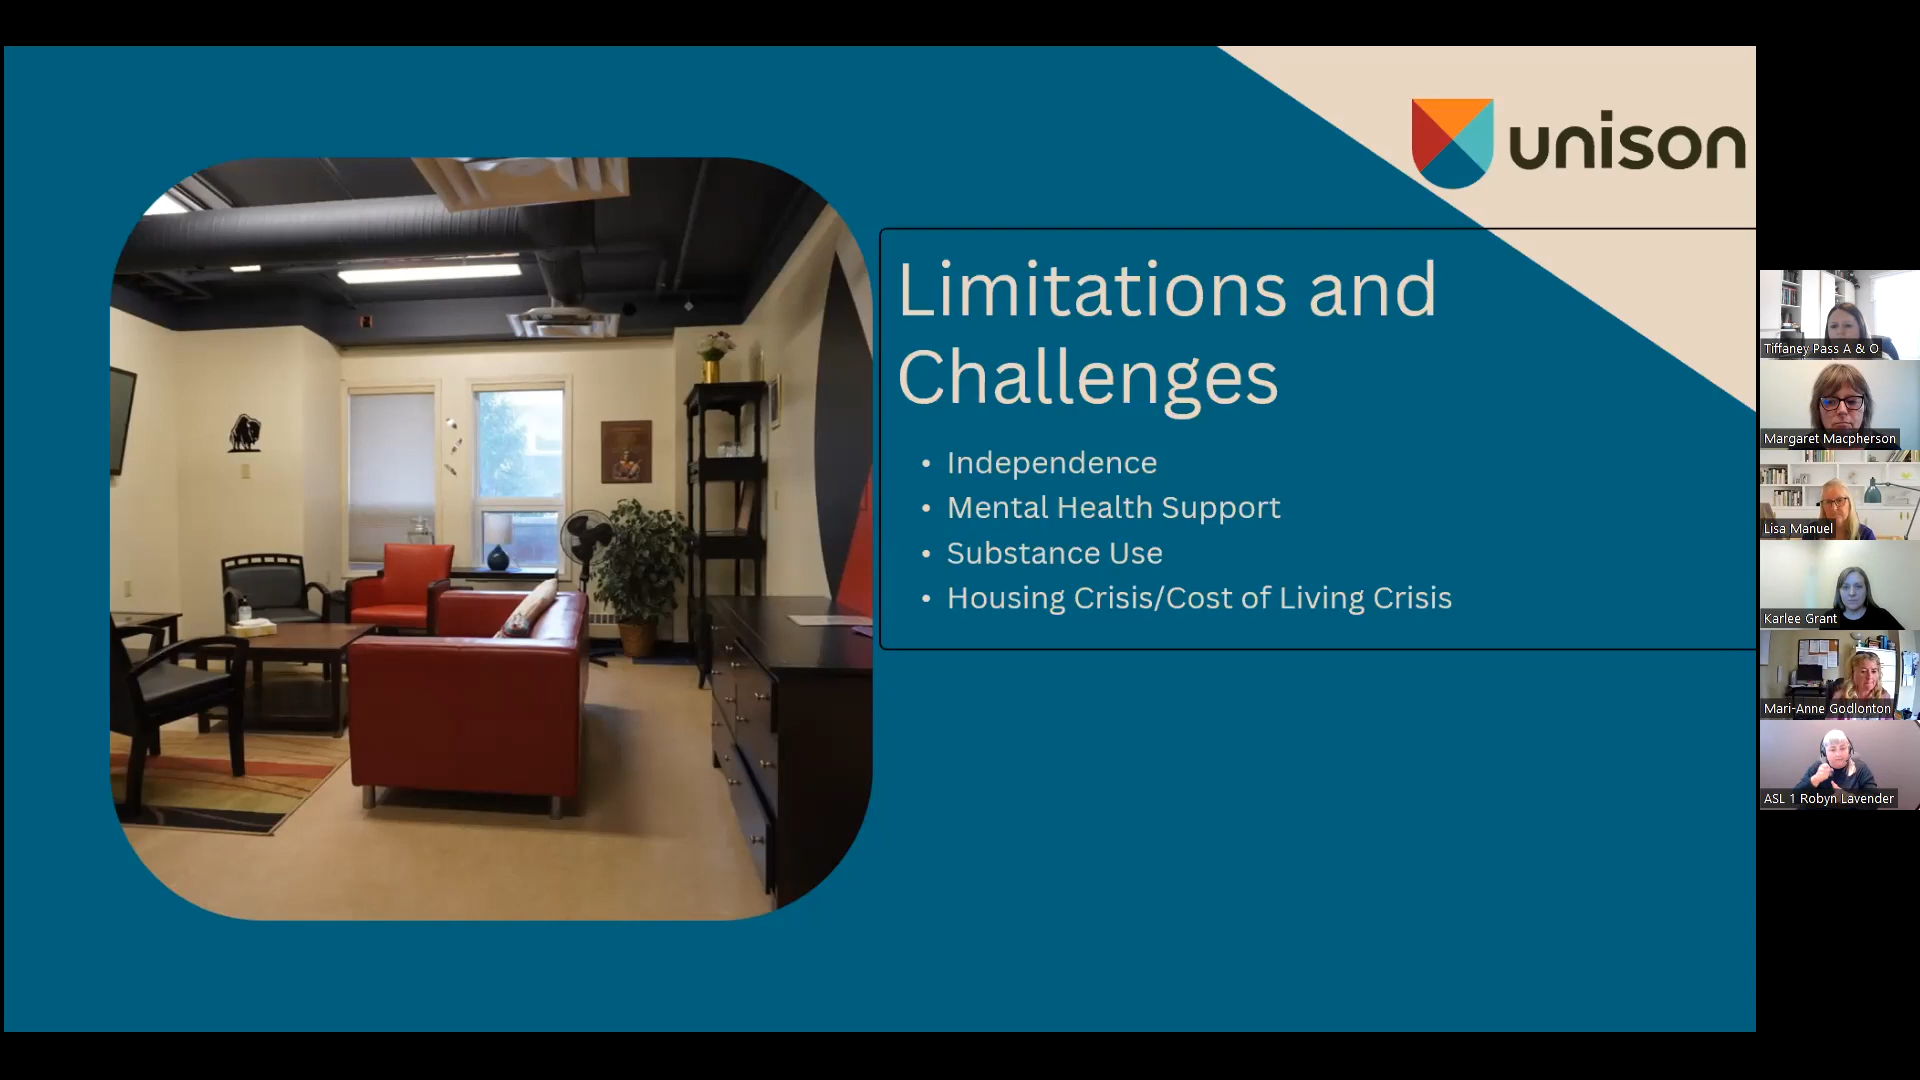 unison
Limitations and
Challenges
• Independence
• Mental Health Support
• Substance Use
• Housing Crisis/Cost of Living Crisis
Tiffaney Pass A & O
Margaret Macpherson
Lisa Manuel
Karlee Grant
Mari-Anne Godlonton
ASL 1 Robyn Lavender